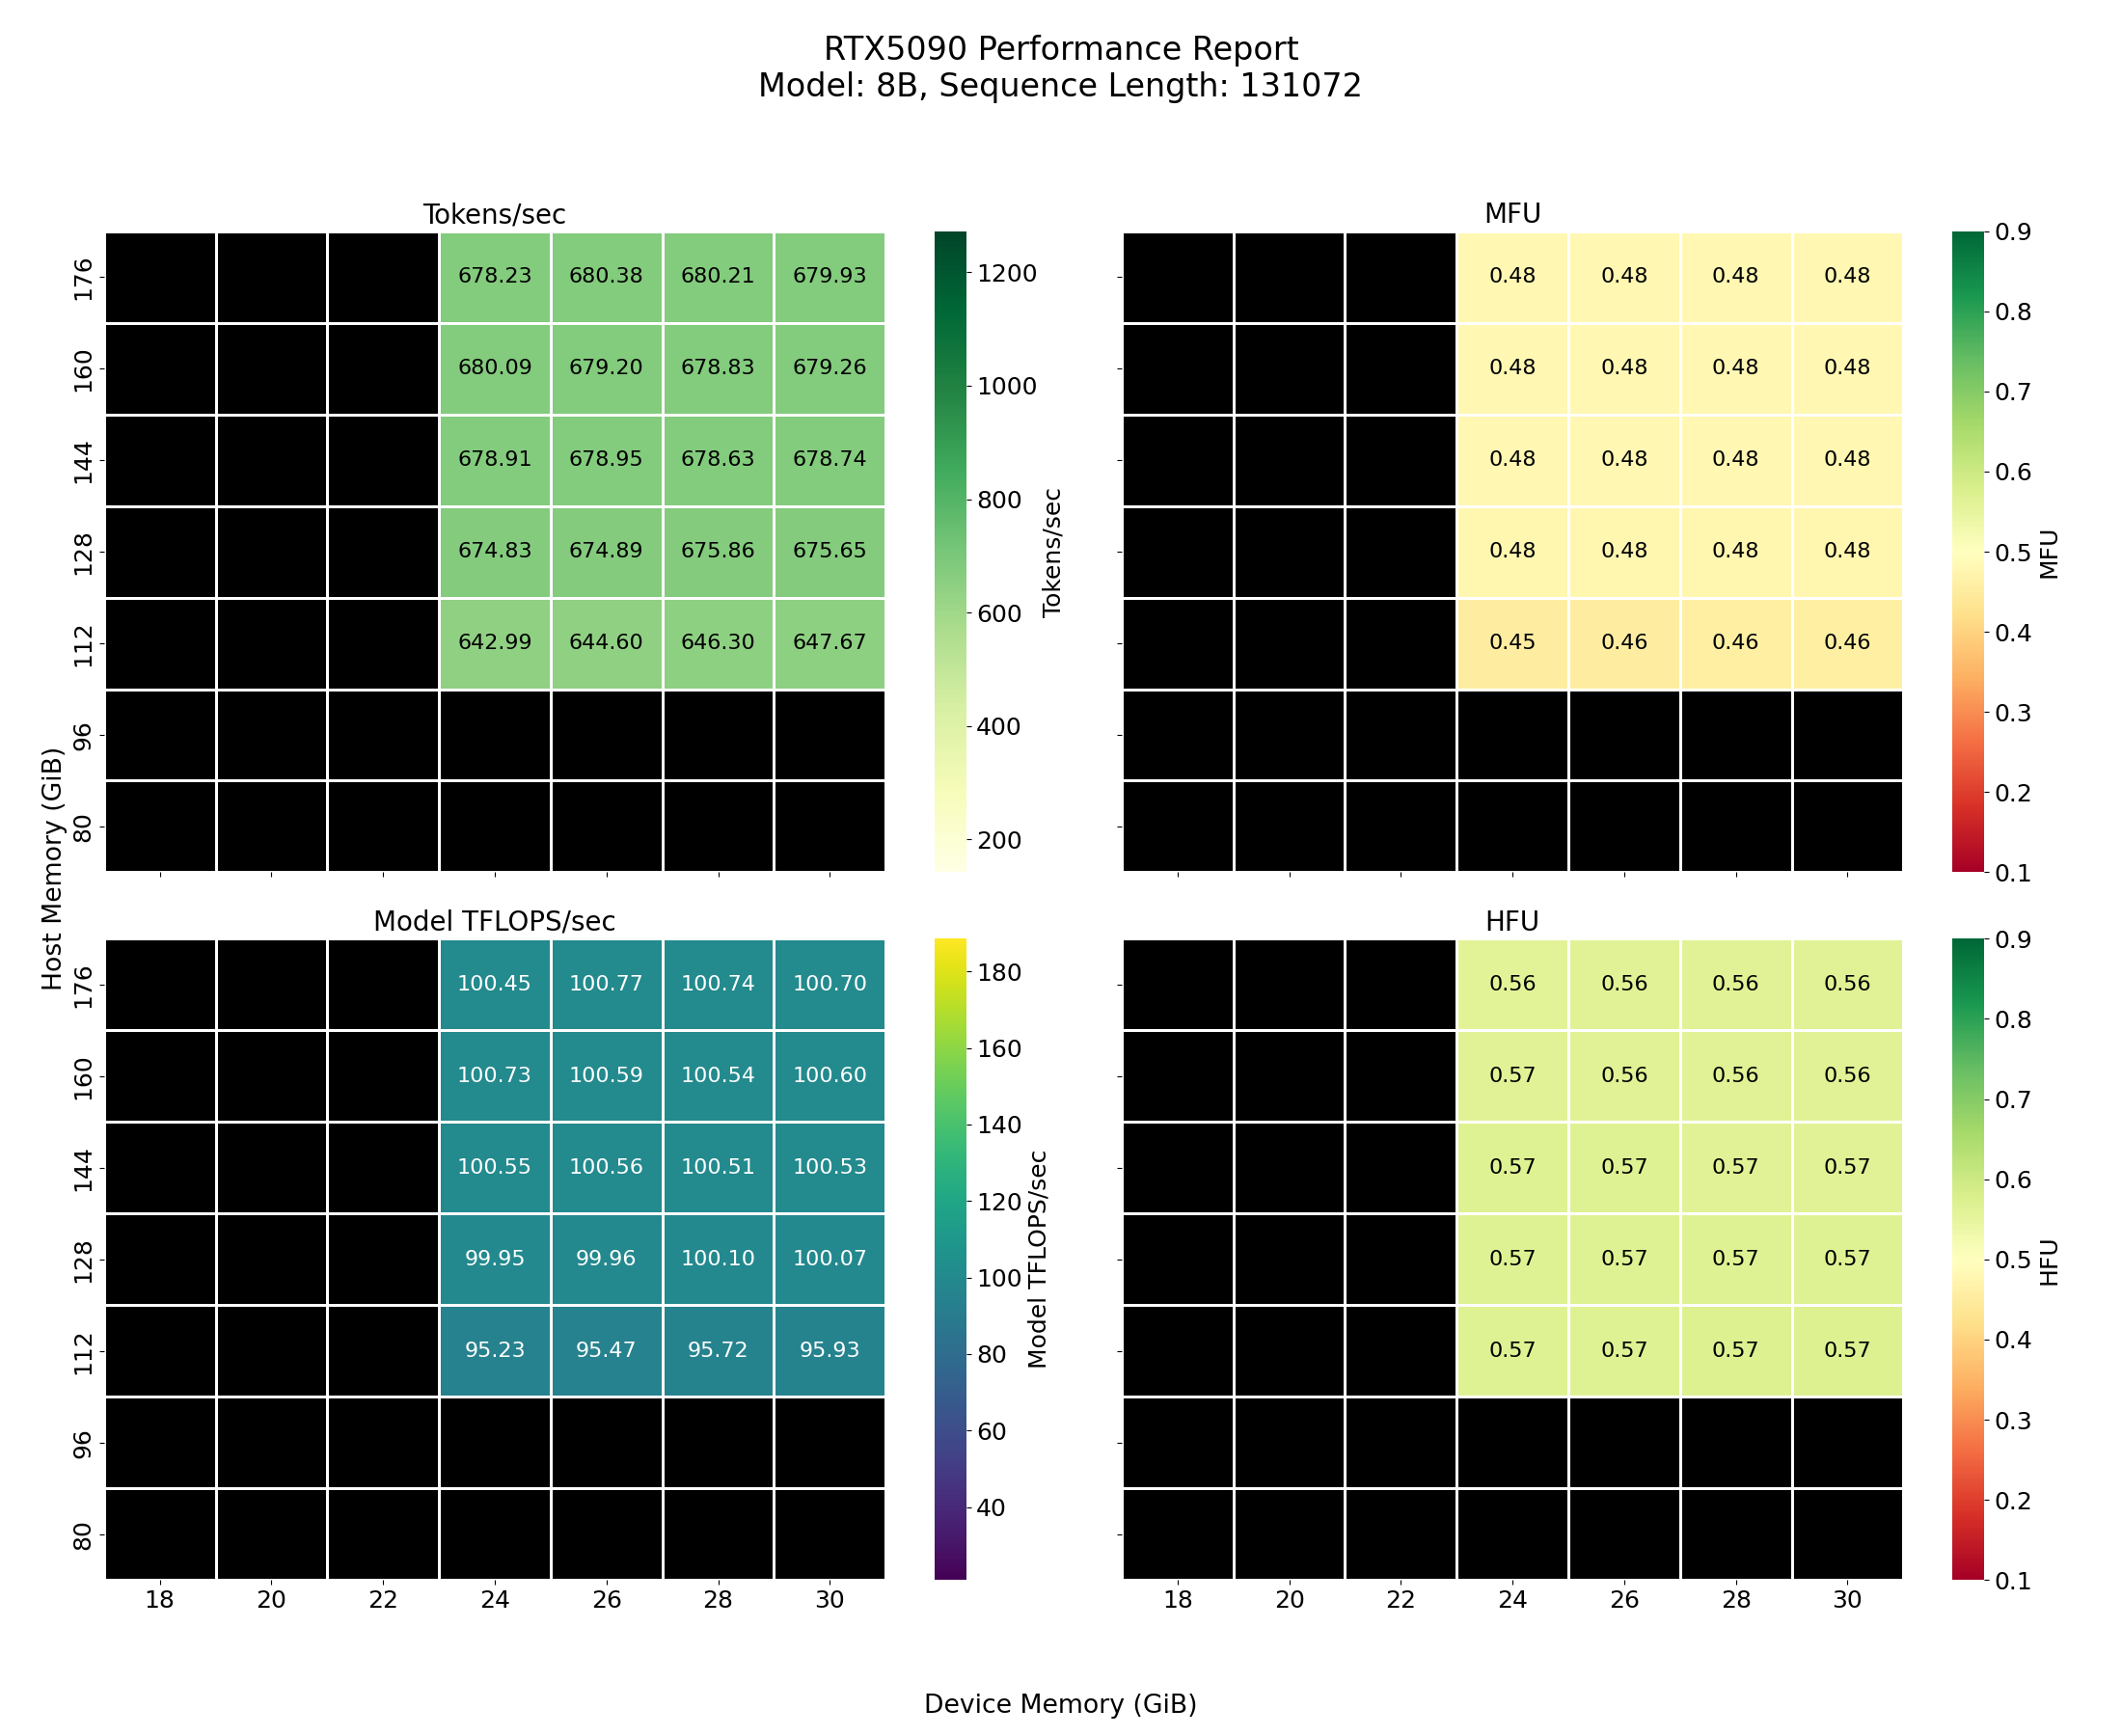 RTX5090 Performance Report
Model: 8B, Sequence Length: 131072
Tokens/sec
176 678.23 680.38 680.21 679.93
160 680.09 679.20 678.83 679.26
144 678.91 678.95 678.63 678.74
128 674.83 674.89 675.86 675.65
112 642.99 644.60 646.30 647.67
96
80
1200
1000
800
600
400
200
Tokens/sec
MFU
0.48 0.48 0.48 0.48
0.48 0.48 0.48 0.48
0.48 0.48 0.48 0.48
0.48 0.48 0.48 0.48
0.45 0.46 0.46 0.46
0.9
0.8
0.7
0.6
0.5
0.4
0.3
0.2
0.1
MFU
Host Memory (GiB)
Model TFLOPS/sec
176 100.45 100.77 100.74 100.70
160 100.73 100.59 100.54 100.60
144 100.55 100.56 100.51 100.53
128 99.95 99.96 100.10 100.07
112 95.23 95.47 95.72 95.93
96
80
18 20 22 24 26 28 30
180
160
140
120
100
80
60
40
Model TFLOPS/sec
HFU
0.56 0.56 0.56 0.56
0.57 0.56 0.56 0.56
0.57 0.57 0.57 0.57
0.57 0.57 0.57 0.57
0.57 0.57 0.57 0.57
18 20 22 24 26 28 30
0.9
0.8
0.7
0.6
0.5
0.4
0.3
0.2
0.1
HFU
Device Memory (GiB)